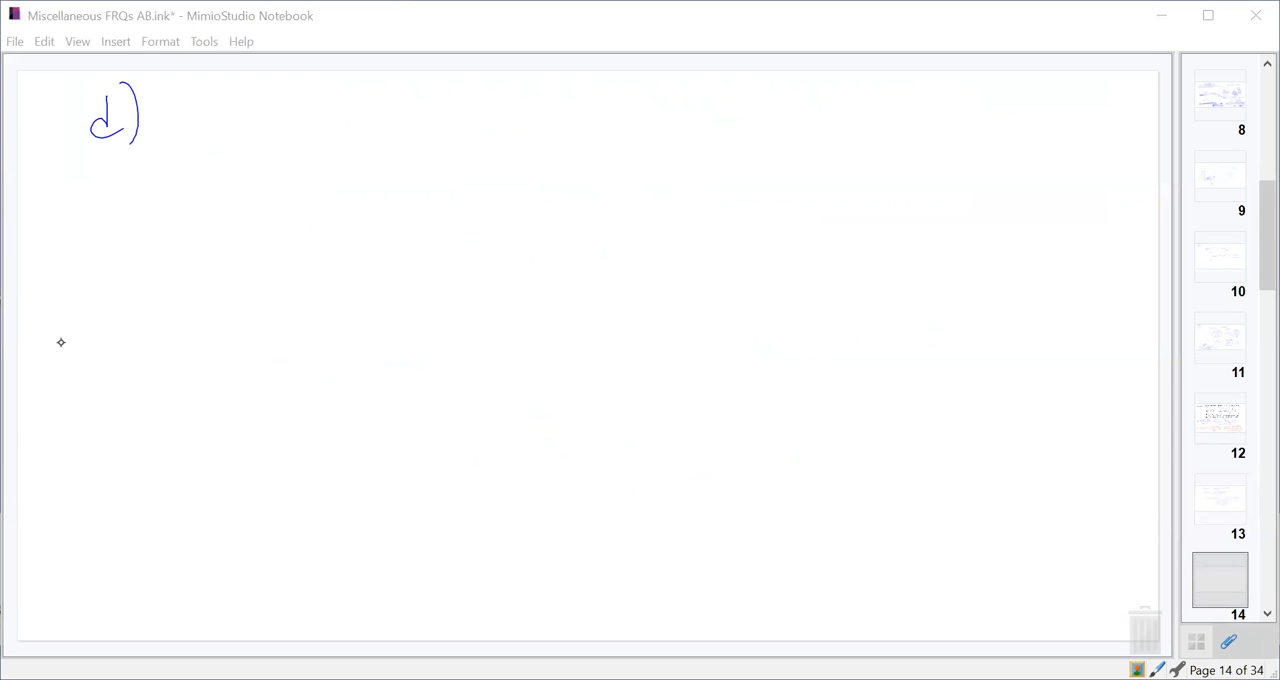 Miscellaneous FRQs AB.ink* - MimioStudio Notebook
File Edit View Insert Format Tools Help
d)
8
9
10
11
12
13
14
Page 14 of 34